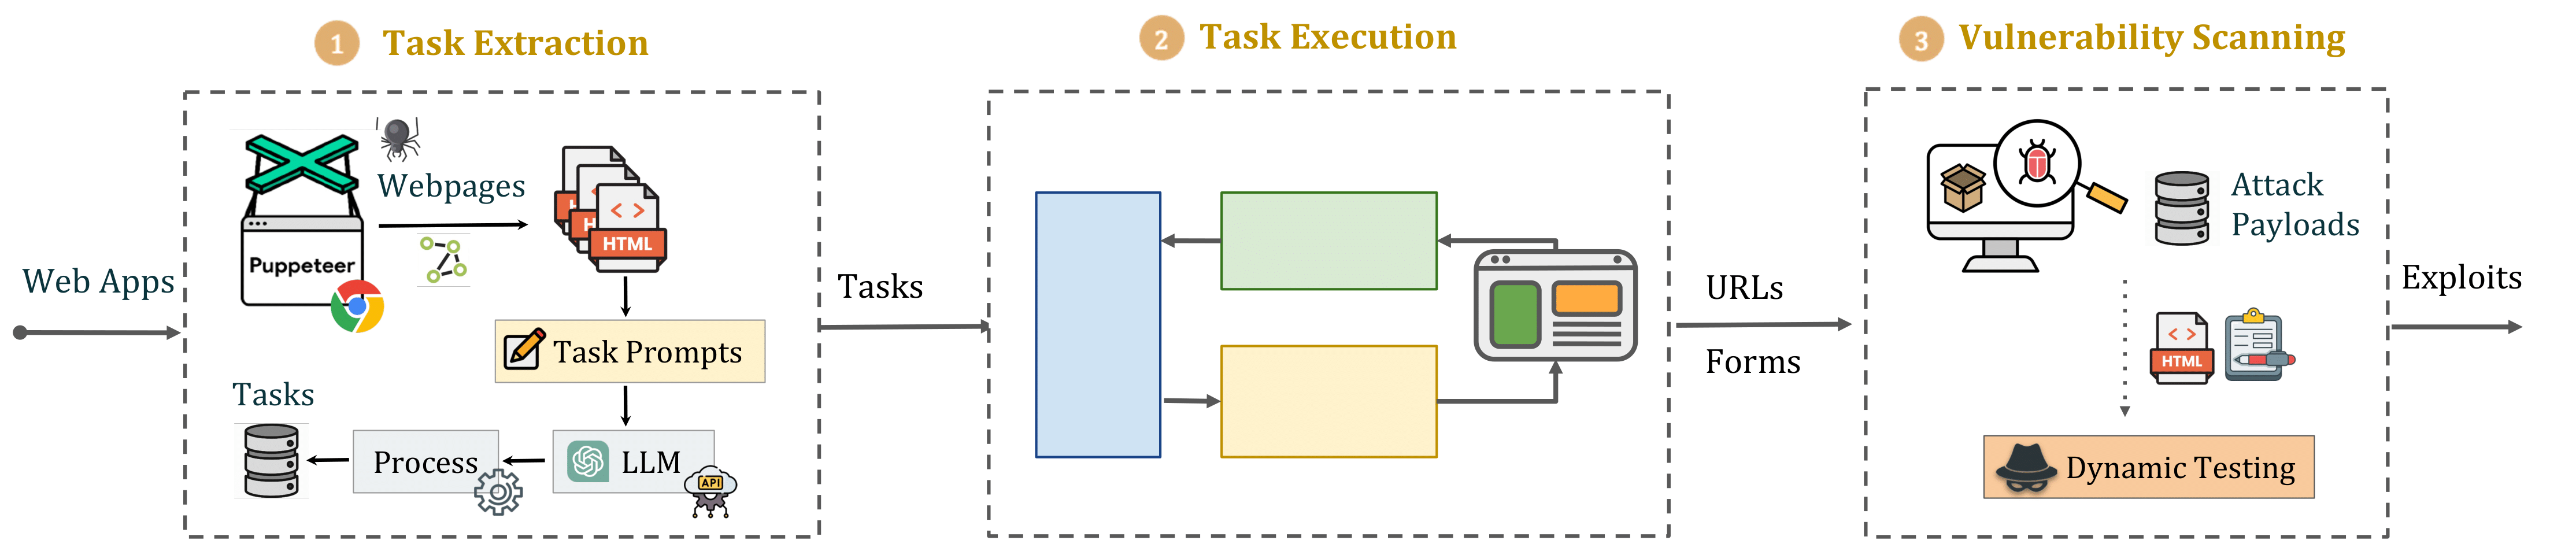 1 Task Extraction
2 Task Execution
3 Vulnerability Scanning
Web Apps
Puppeteer
Webpages
HTML
Task Prompts
LLM
API
Process
Tasks
Tasks
URLs
Forms
Attack
Payloads
HTML
Dynamic Testing
Exploits